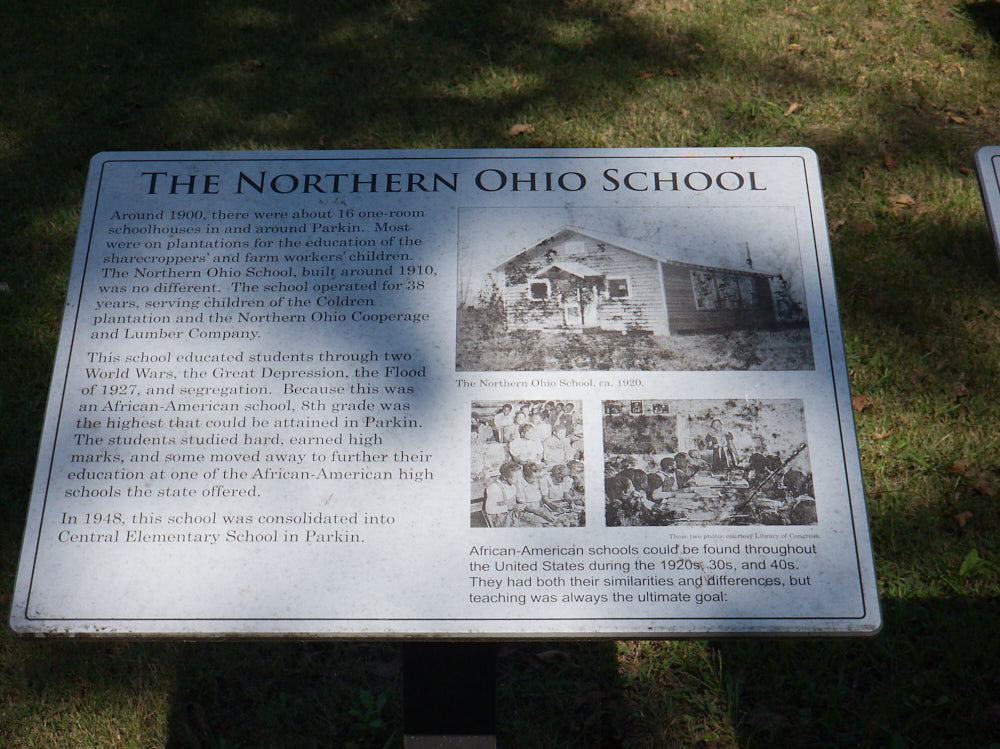 THE NORTHERN OHIO SCHOOL
Around 1900, there were about 16 one-room
schoolhouses in and around Parkin. Most
were on plantations for the education of the
sharecroppers' and farm workers' children.
The Northern Ohio School, built around 1910,
was no different. The school operated for 38
years, serving children of the Coldren
plantation and the Northern Ohio Cooperage
and Lumber Company.
This school educated students through two
World Wars, the Great Depression, the Flood
of 1927, and segregation. Because this was
an African-American school, 8th grade was
the highest that could be attained in Parkin.
The students studied hard, earned high
marks, and some moved away to further their
education at one of the African-American high
schools the state offered.
In 1948, this school was consolidated into
Central Elementary School in Parkin.
The Northern Ohio School, ca. 1920.
These two photos courtesy Library of Congress.
African-American schools could be found throughout
the United States during the 1920s, 30s, and 40s.
They had both their similarities and differences, but
teaching was always the ultimate goal.